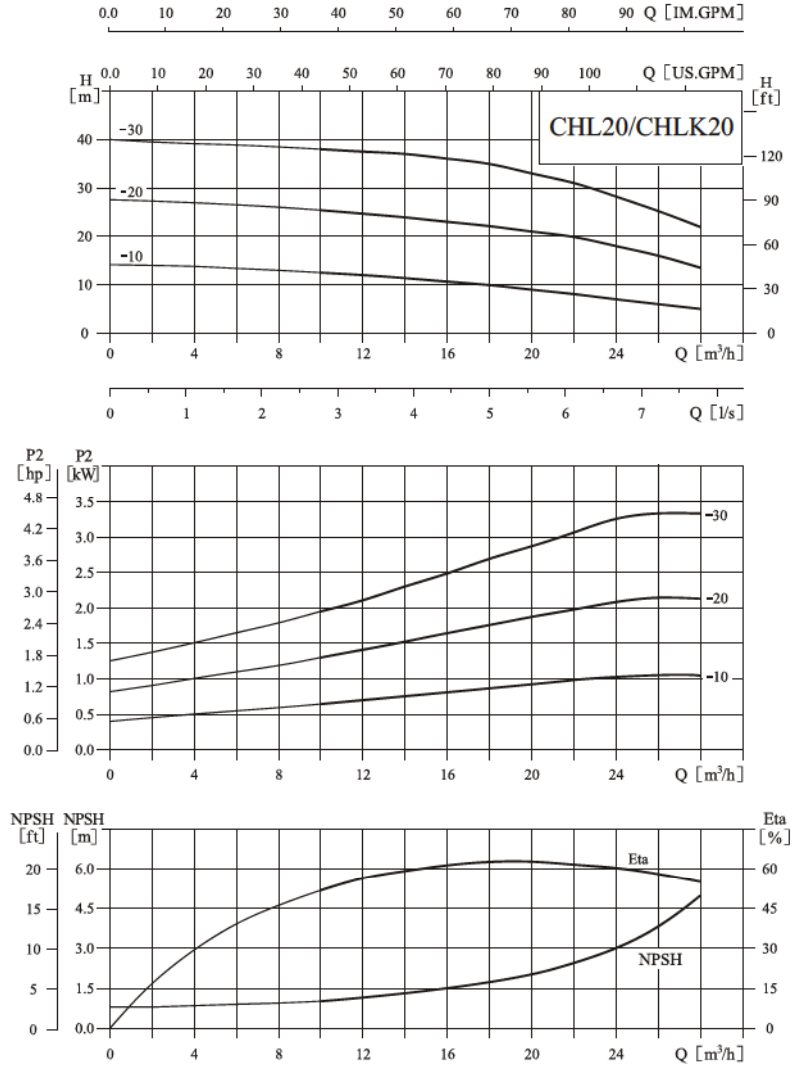 0.0 10 20 30 40 50 60 70 80 90 Q [IM.GPM]
0.0 10 20 30 40 50 60 70 80 90 100 Q [US.GPM]
H
[m]
H
[ft]
CHL20/CHLK20
40
30
20
10
0
120
90
60
30
0
-30
-20
-10
0 4 8 12 16 20 24 Q [m³/h]
0 1 2 3 4 5 6 7 Q [l/s]
P2
[hp]
P2
[kW]
4.8
4.2
3.6
3.0
2.4
1.8
1.2
0.6
0.0
3.5
3.0
2.5
2.0
1.5
1.0
0.5
0.0
-30
-20
-10
0 4 8 12 16 20 24 Q [m³/h]
NPSH
[ft]
NPSH
[m]
Eta
[%]
20
15
10
5
0
6.0
4.5
3.0
1.5
0.0
60
45
30
15
0
Eta
NPSH
0 4 8 12 16 20 24 Q [m³/h]